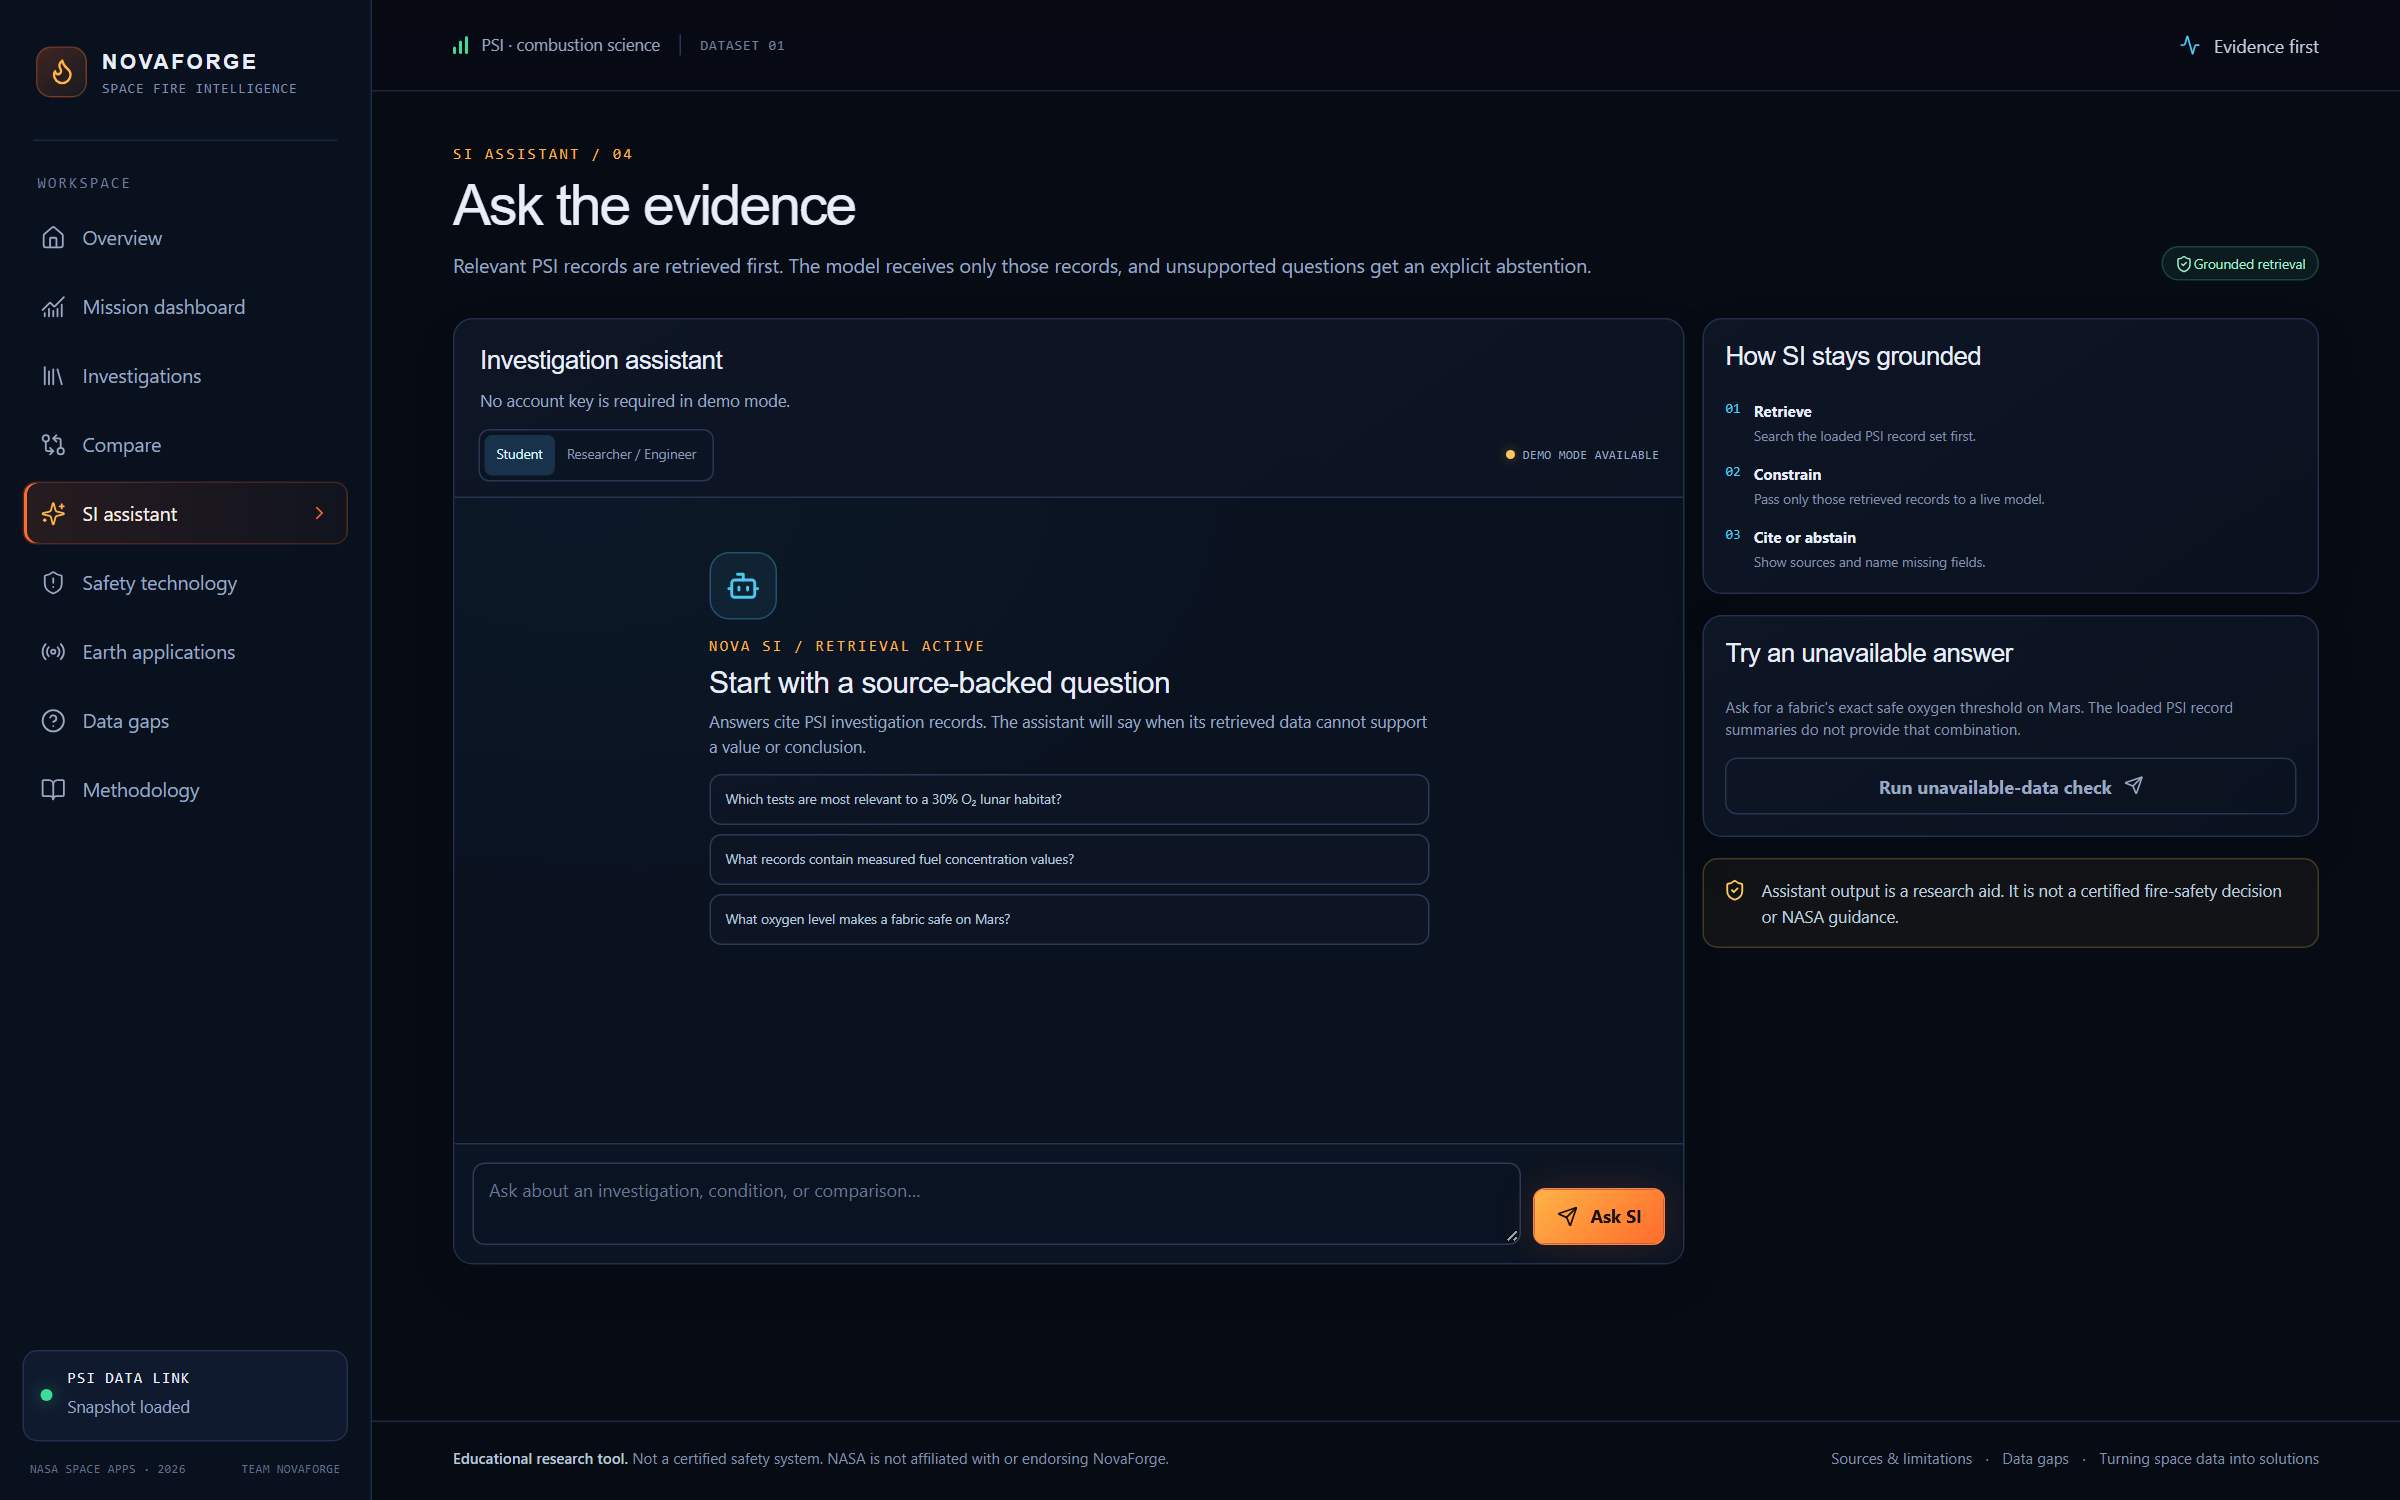 NOVAFORGE
SPACE FIRE INTELLIGENCE
WORKSPACE
Overview
Mission dashboard
Investigations
Compare
SI assistant
Safety technology
Earth applications
Data gaps
Methodology
PSI DATA LINK
Snapshot loaded
NASA SPACE APPS · 2026
TEAM NOVAFORGE
PSI · combustion science
DATASET 01
Evidence first
SI ASSISTANT / 04
Ask the evidence
Relevant PSI records are retrieved first. The model receives only those records, and unsupported questions get an explicit abstention.
Grounded retrieval
Investigation assistant
No account key is required in demo mode.
Student
Researcher / Engineer
DEMO MODE AVAILABLE
NOVA SI / RETRIEVAL ACTIVE
Start with a source-backed question
Answers cite PSI investigation records. The assistant will say when its retrieved data cannot support
a value or conclusion.
Which tests are most relevant to a 30% O₂ lunar habitat?
What records contain measured fuel concentration values?
What oxygen level makes a fabric safe on Mars?
Ask about an investigation, condition, or comparison...
Ask SI
How SI stays grounded
01 Retrieve
Search the loaded PSI record set first.
02 Constrain
Pass only those retrieved records to a live model.
03 Cite or abstain
Show sources and name missing fields.
Try an unavailable answer
Ask for a fabric's exact safe oxygen threshold on Mars. The loaded PSI record
summaries do not provide that combination.
Run unavailable-data check
Assistant output is a research aid. It is not a certified fire-safety decision
or NASA guidance.
Educational research tool. Not a certified safety system. NASA is not affiliated with or endorsing NovaForge.
Sources & limitations · Data gaps · Turning space data into solutions